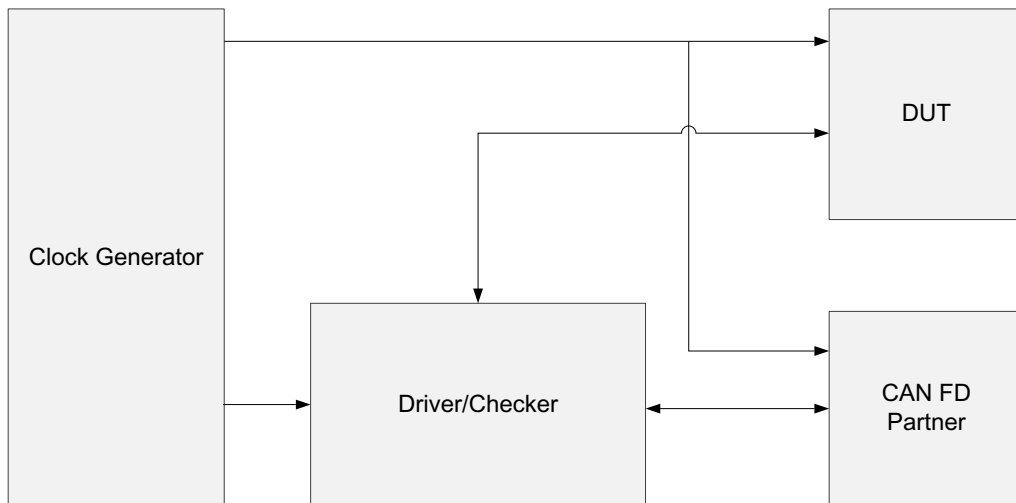 DUT
Clock Generator
Driver/Checker
CAN FD
Partner